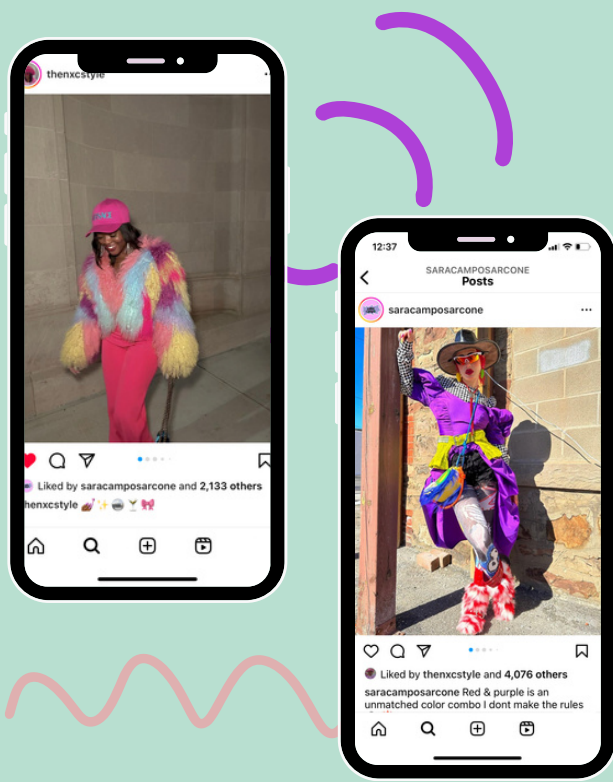 thenxcstyle
Liked by saracamposarcone and 2,133 others
henxcstyle
12:37
SARACAMPOSARCONE
Posts
saracamposarcone
Liked by thenxcstyle and 4,076 others
saracamposarcone Red & purple is an
unmatched color combo I dont make the rules